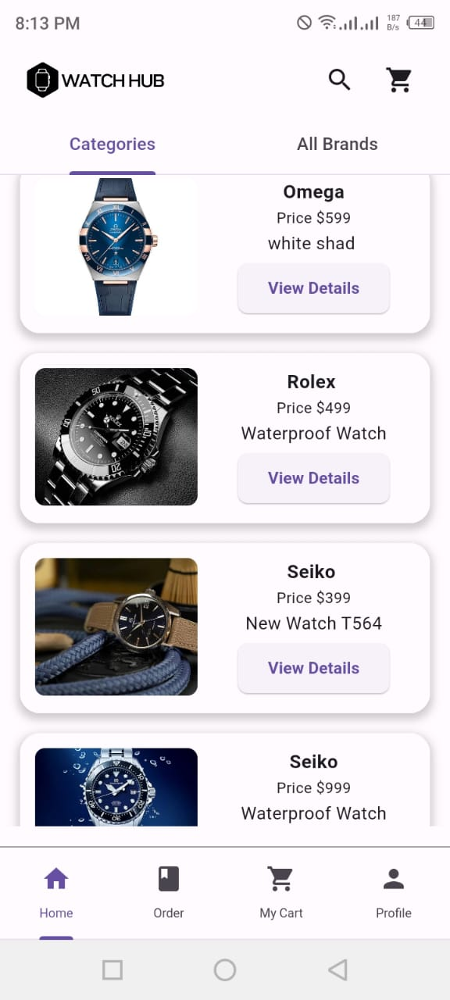 8:13 PM
187
B/s
44
WATCH HUB
Categories
All Brands
Omega
Price $599
white shad
View Details
Rolex
Price $499
Waterproof Watch
View Details
Seiko
Price $399
New Watch T564
View Details
Seiko
Price $999
Waterproof Watch
Home
Order
My Cart
Profile